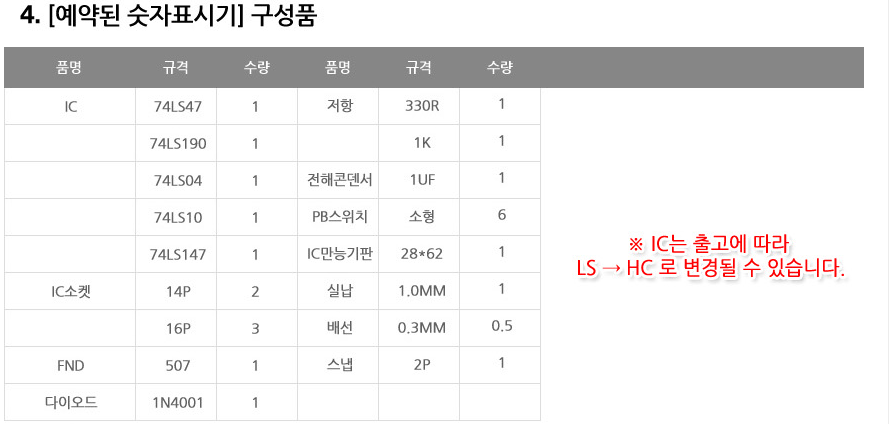 4. [예약된 숫자표시기] 구성품
품명 규격 수량 품명 규격 수량
IC 74LS47 1 저항 330R 1
74LS190 1 1K 1
74LS04 1 전해콘덴서 1UF 1
74LS10 1 PB스위치 소형 6
74LS147 1 IC만능기판 28*62 1
IC소켓 14P 2 실납 1.0MM 1
16P 3 배선 0.3MM 0.5
FND 507 1 스냅 2P 1
다이오드 1N4001 1
※ IC는 출고에 따라
LS → HC 로 변경될 수 있습니다.